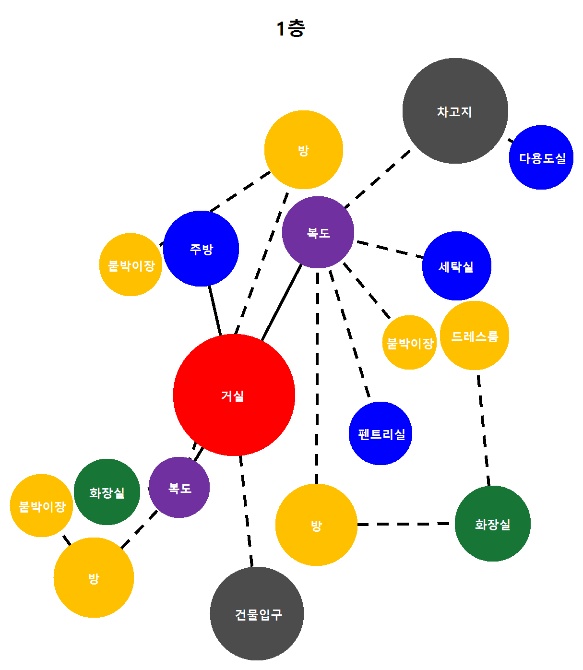 1층
차고지
방
다용도실
복도
주방
붙박이장
세탁실
드레스룸
붙박이장
거실
펜트리실
복도
화장실
붙박이장
방
화장실
방
건물입구